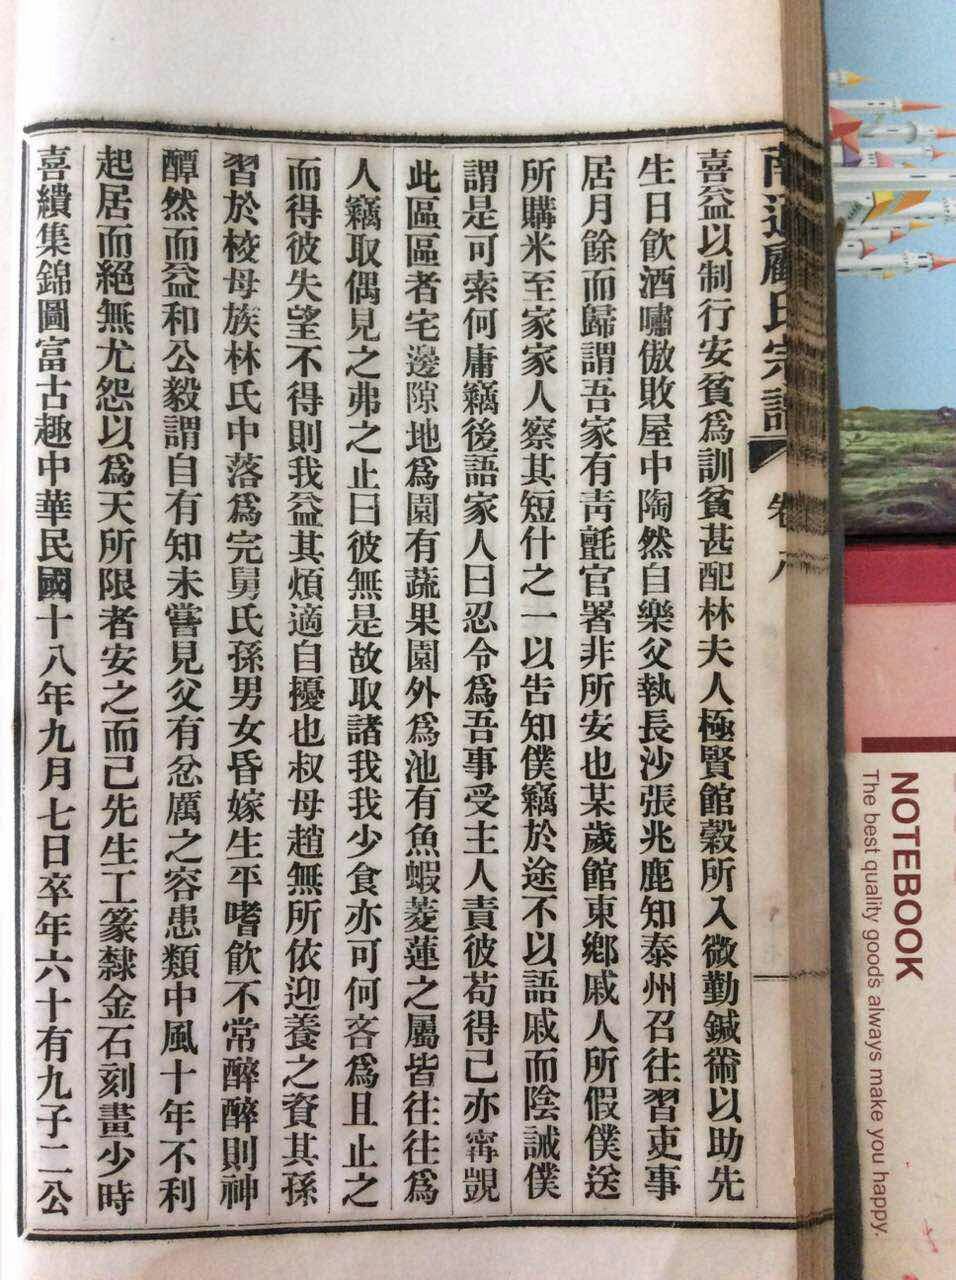 南通顧氏宗譜 卷八
喜益以制行安貧爲訓貧甚配林夫人極賢館穀所入微勤鍼黹以助先
生日飲酒嘯傲敗屋中陶然自樂父執長沙張兆鹿知泰州召往習吏事
居月餘而歸謂吾家有靑氈官署非所安也某歲館東鄕戚人所假僕送
所購米至家家人察其短什之一以告知僕竊於途不以語戚而陰誡僕
謂是可索何庸竊後語家人曰忍令爲吾事受主人責彼苟得已亦甯覬
此區區者宅邊隙地爲園有蔬果園外爲池有魚蝦菱蓮之屬皆往往爲
人竊取偶見之弗之止曰彼無是故取諸我我少食亦可何吝爲且止之
而得彼失望不得則我益其煩適自擾也叔母趙無所依迎養之資其孫
習於校母族林氏中落爲完舅氏孫男女昏嫁生平嗜飲不常醉醉則神
醰然而益和公毅謂自有知未嘗見父有忿厲之容患類中風十年不利
起居而絕無尤怨以爲天所限者安之而已先生工篆隸金石刻畫少時
喜繢集錦圖富古趣中華民國十八年九月七日卒年六十有九子二公
NOTEBOOK
The best quality goods always make you happy.